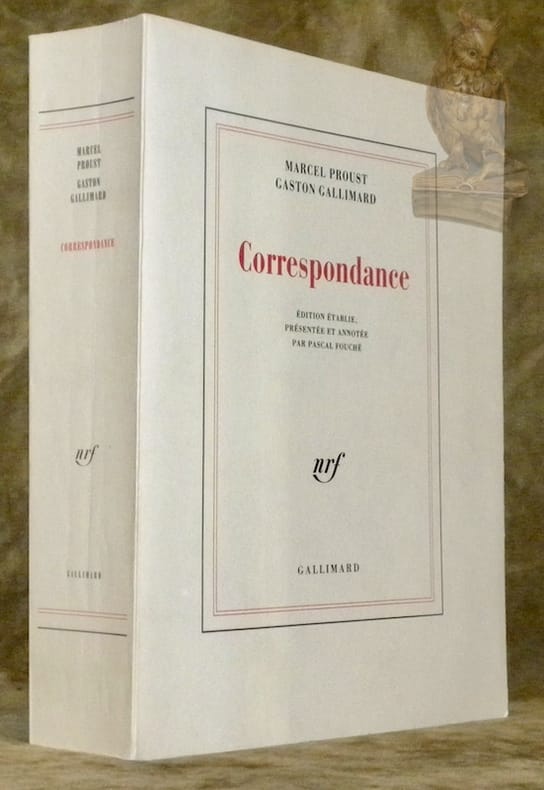 MARCEL
PROUST
GASTON
GALLIMARD
CORRESPONDANCE
nrf
GALLIMARD
MARCEL PROUST
GASTON GALLIMARD
Correspondance
ÉDITION ÉTABLIE,
PRÉSENTÉE ET ANNOTÉE
PAR PASCAL FOUCHÉ
nrf
GALLIMARD